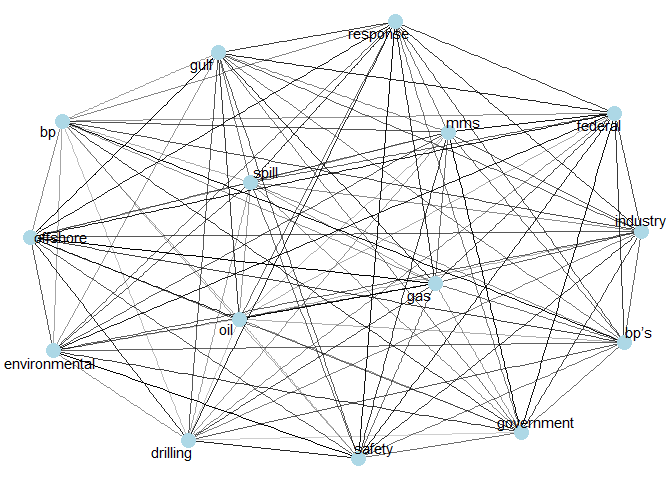 response
gulf
bp
mms
federal
spill
industry
offshore
gas
oil
bp's
environmental
government
drilling
safety